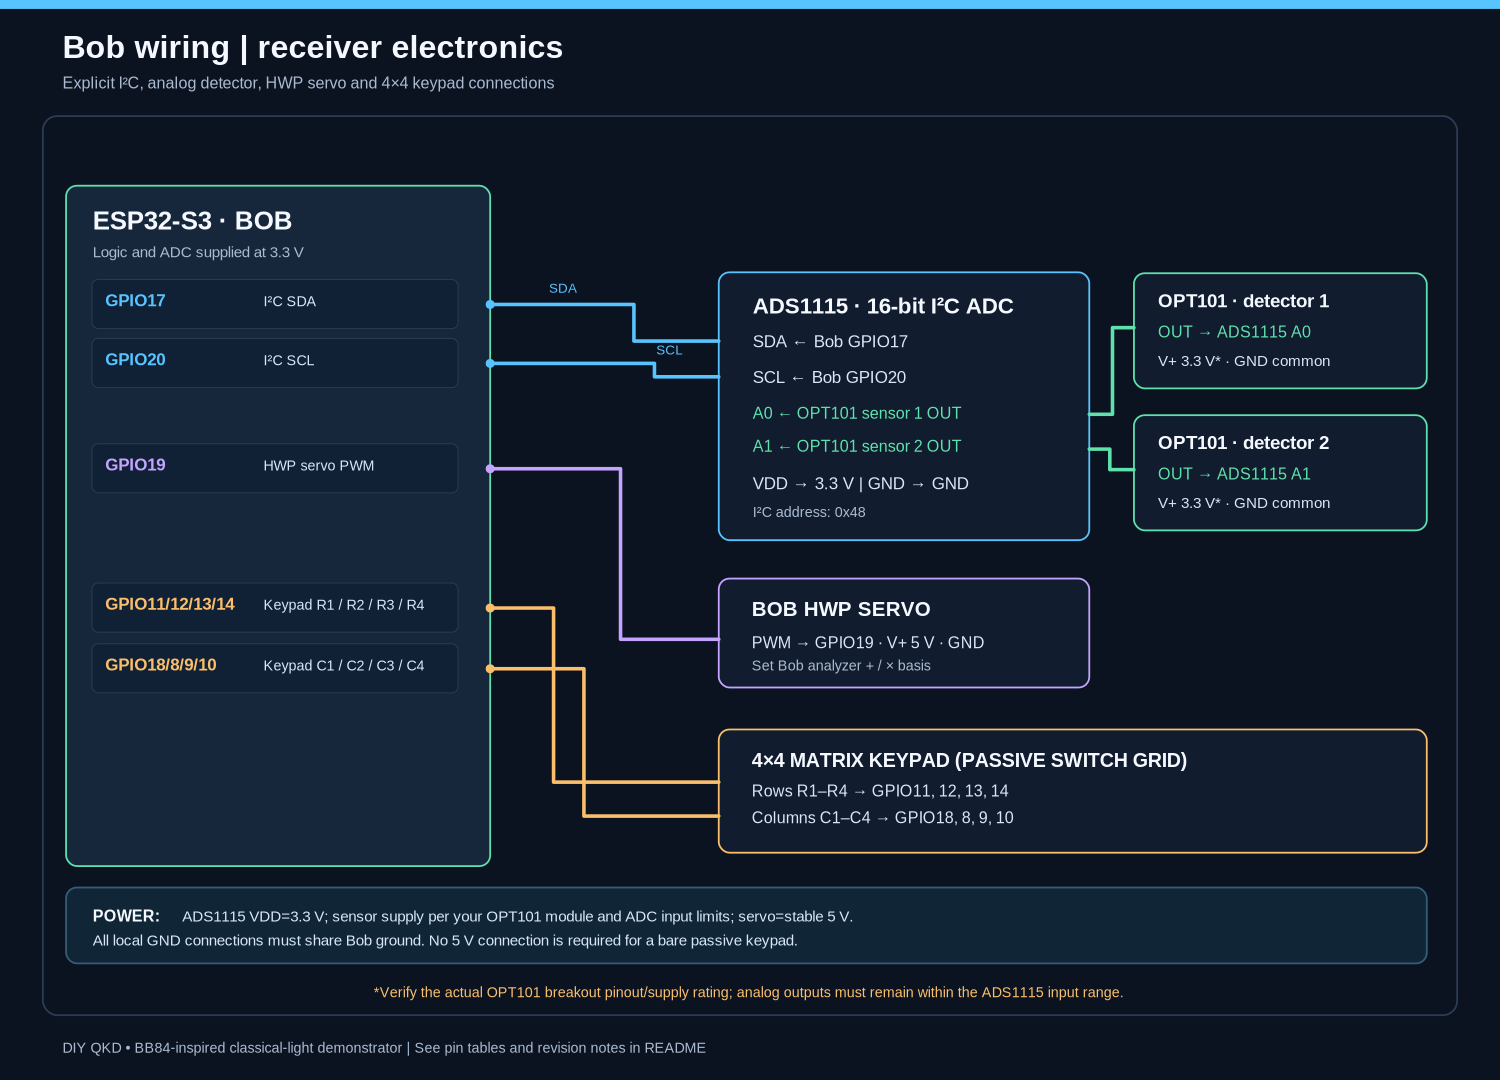 Bob wiring | receiver electronics
Explicit I²C, analog detector, HWP servo and 4×4 keypad connections
ESP32-S3 · BOB
Logic and ADC supplied at 3.3 V
GPIO17 I²C SDA
GPIO20 I²C SCL
GPIO19 HWP servo PWM
GPIO11/12/13/14 Keypad R1 / R2 / R3 / R4
GPIO18/8/9/10 Keypad C1 / C2 / C3 / C4
SDA
SCL
ADS1115 · 16-bit I²C ADC
SDA ← Bob GPIO17
SCL ← Bob GPIO20
A0 ← OPT101 sensor 1 OUT
A1 ← OPT101 sensor 2 OUT
VDD → 3.3 V | GND → GND
I²C address: 0x48
OPT101 · detector 1
OUT → ADS1115 A0
V+ 3.3 V* · GND common
OPT101 · detector 2
OUT → ADS1115 A1
V+ 3.3 V* · GND common
BOB HWP SERVO
PWM → GPIO19 · V+ 5 V · GND
Set Bob analyzer + / × basis
4×4 MATRIX KEYPAD (PASSIVE SWITCH GRID)
Rows R1–R4 → GPIO11, 12, 13, 14
Columns C1–C4 → GPIO18, 8, 9, 10
POWER: ADS1115 VDD=3.3 V; sensor supply per your OPT101 module and ADC input limits; servo=stable 5 V.
All local GND connections must share Bob ground. No 5 V connection is required for a bare passive keypad.
*Verify the actual OPT101 breakout pinout/supply rating; analog outputs must remain within the ADS1115 input range.
DIY QKD • BB84-inspired classical-light demonstrator | See pin tables and revision notes in README